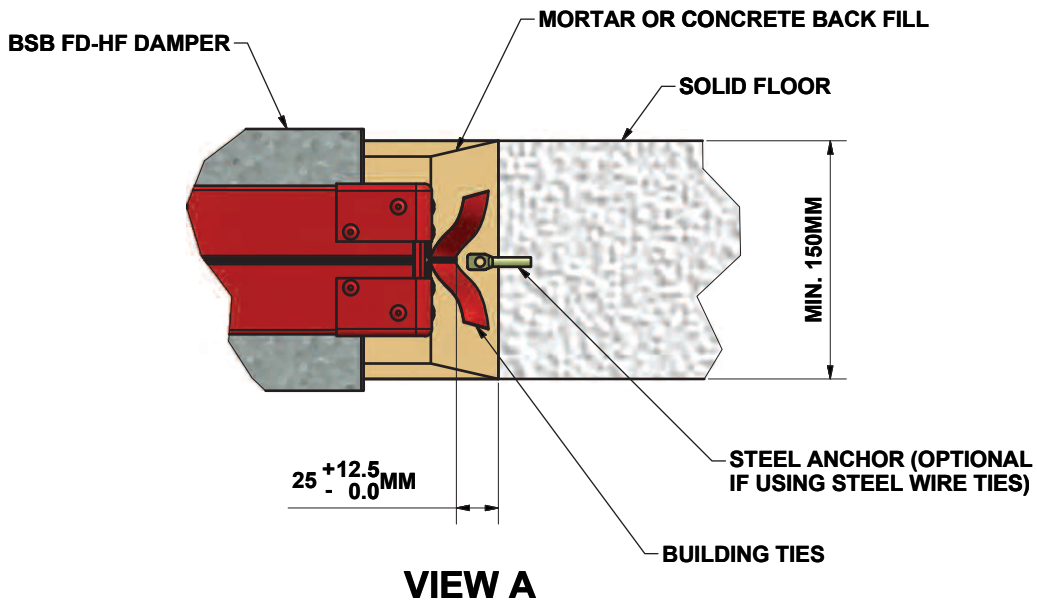 MORTAR OR CONCRETE BACK FILL
BSB FD-HF DAMPER
SOLID FLOOR
MIN. 150MM
25 +12.5 MM
- 0.0
STEEL ANCHOR (OPTIONAL
IF USING STEEL WIRE TIES)
BUILDING TIES
VIEW A